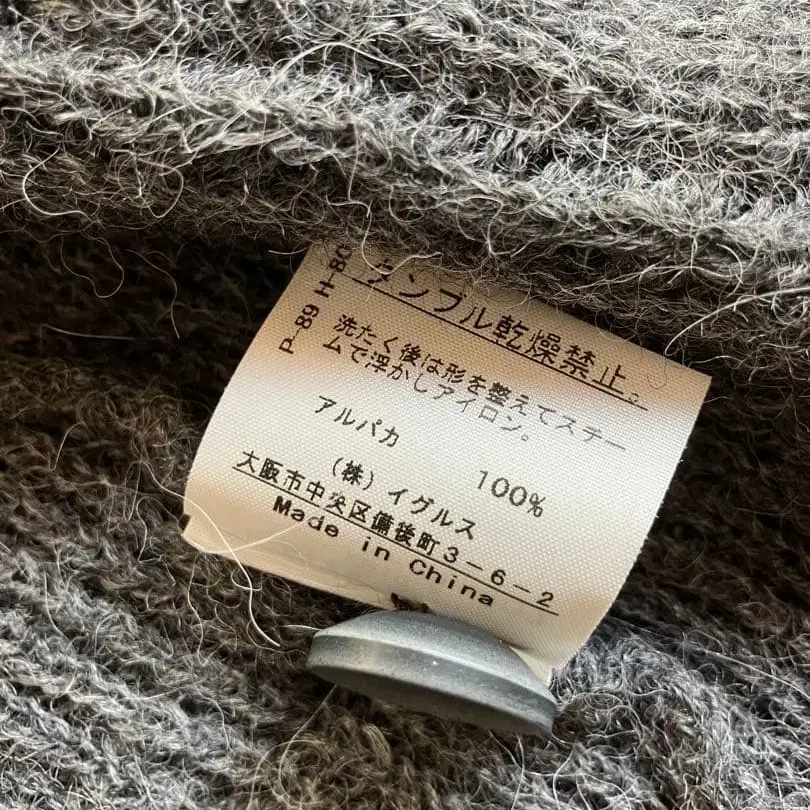 タンブル乾燥禁止。
洗たく後は形を整えてスチー
ムで浮かしアイロン。
アルパカ 100%
(株)イグルス
大阪市中央区備後町3-6-2
Made in China
P-89 H-80